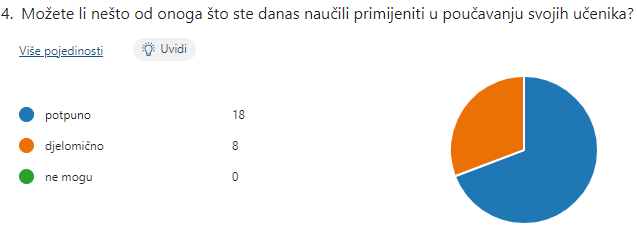 4. Možete li nešto od onoga što ste danas naučili primijeniti u poučavanju svojih učenika?
Više pojedinosti
Uvidi
potpuno 18
djelomično 8
ne mogu 0